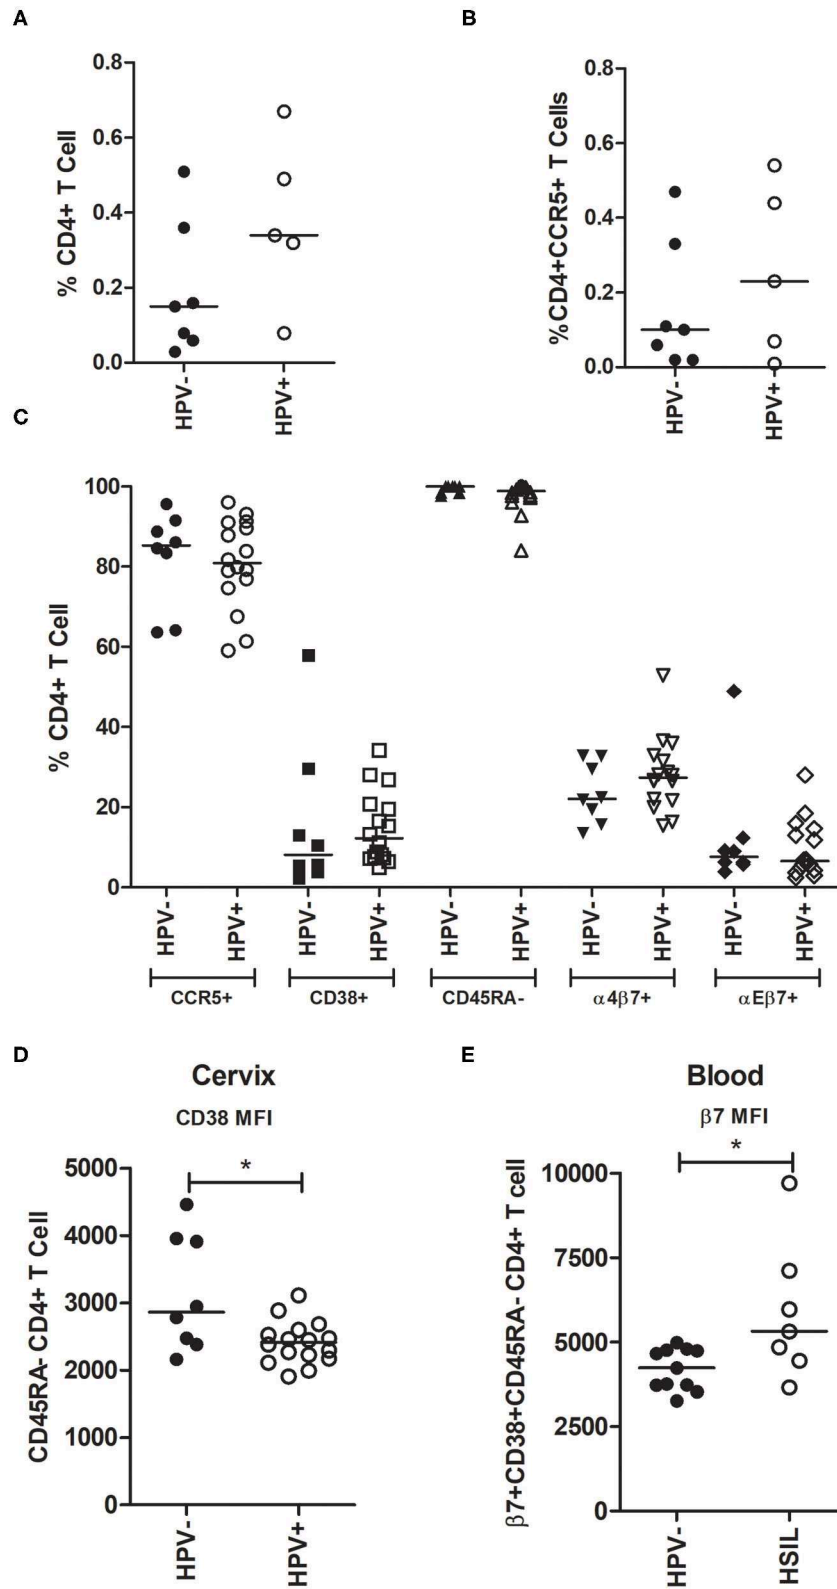 A
% CD4+ T Cell
0.8
0.6
0.4
0.2
0.0
HPV-
HPV+
B
%CD4+CCR5+ T Cells
0.8
0.6
0.4
0.2
0.0
HPV-
HPV+
C
% CD4+ T Cell
100
80
60
40
20
0
HPV-
HPV+
HPV-
HPV+
HPV-
HPV+
HPV-
HPV+
HPV-
HPV+
CCR5+
CD38+
CD45RA-
α4β7+
αEβ7+
D
Cervix
CD38 MFI
*
CD45RA- CD4+ T Cell
5000
4000
3000
2000
1000
0
HPV-
HPV+
E
Blood
β7 MFI
*
β7+CD38+CD45RA- CD4+ T cell
10000
7500
5000
2500
0
HPV-
HSIL